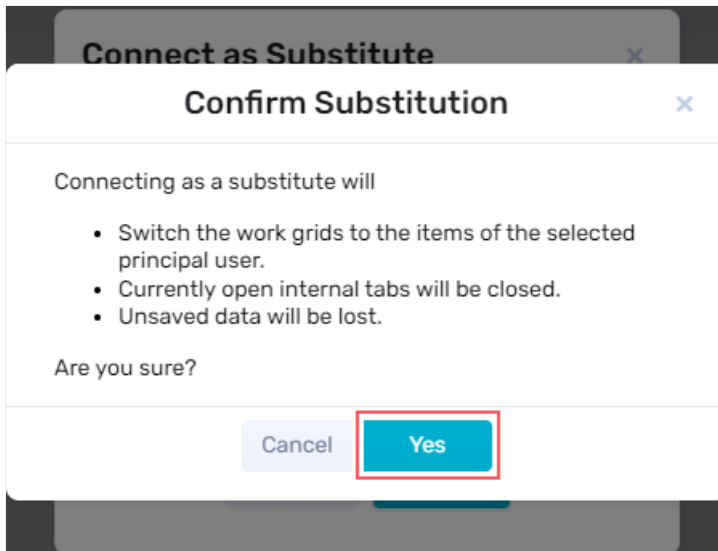 Connect as Substitute ×
Confirm Substitution ×
Connecting as a substitute will
• Switch the work grids to the items of the selected
principal user.
• Currently open internal tabs will be closed.
• Unsaved data will be lost.
Are you sure?
Cancel Yes